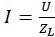 I = U / Z_L